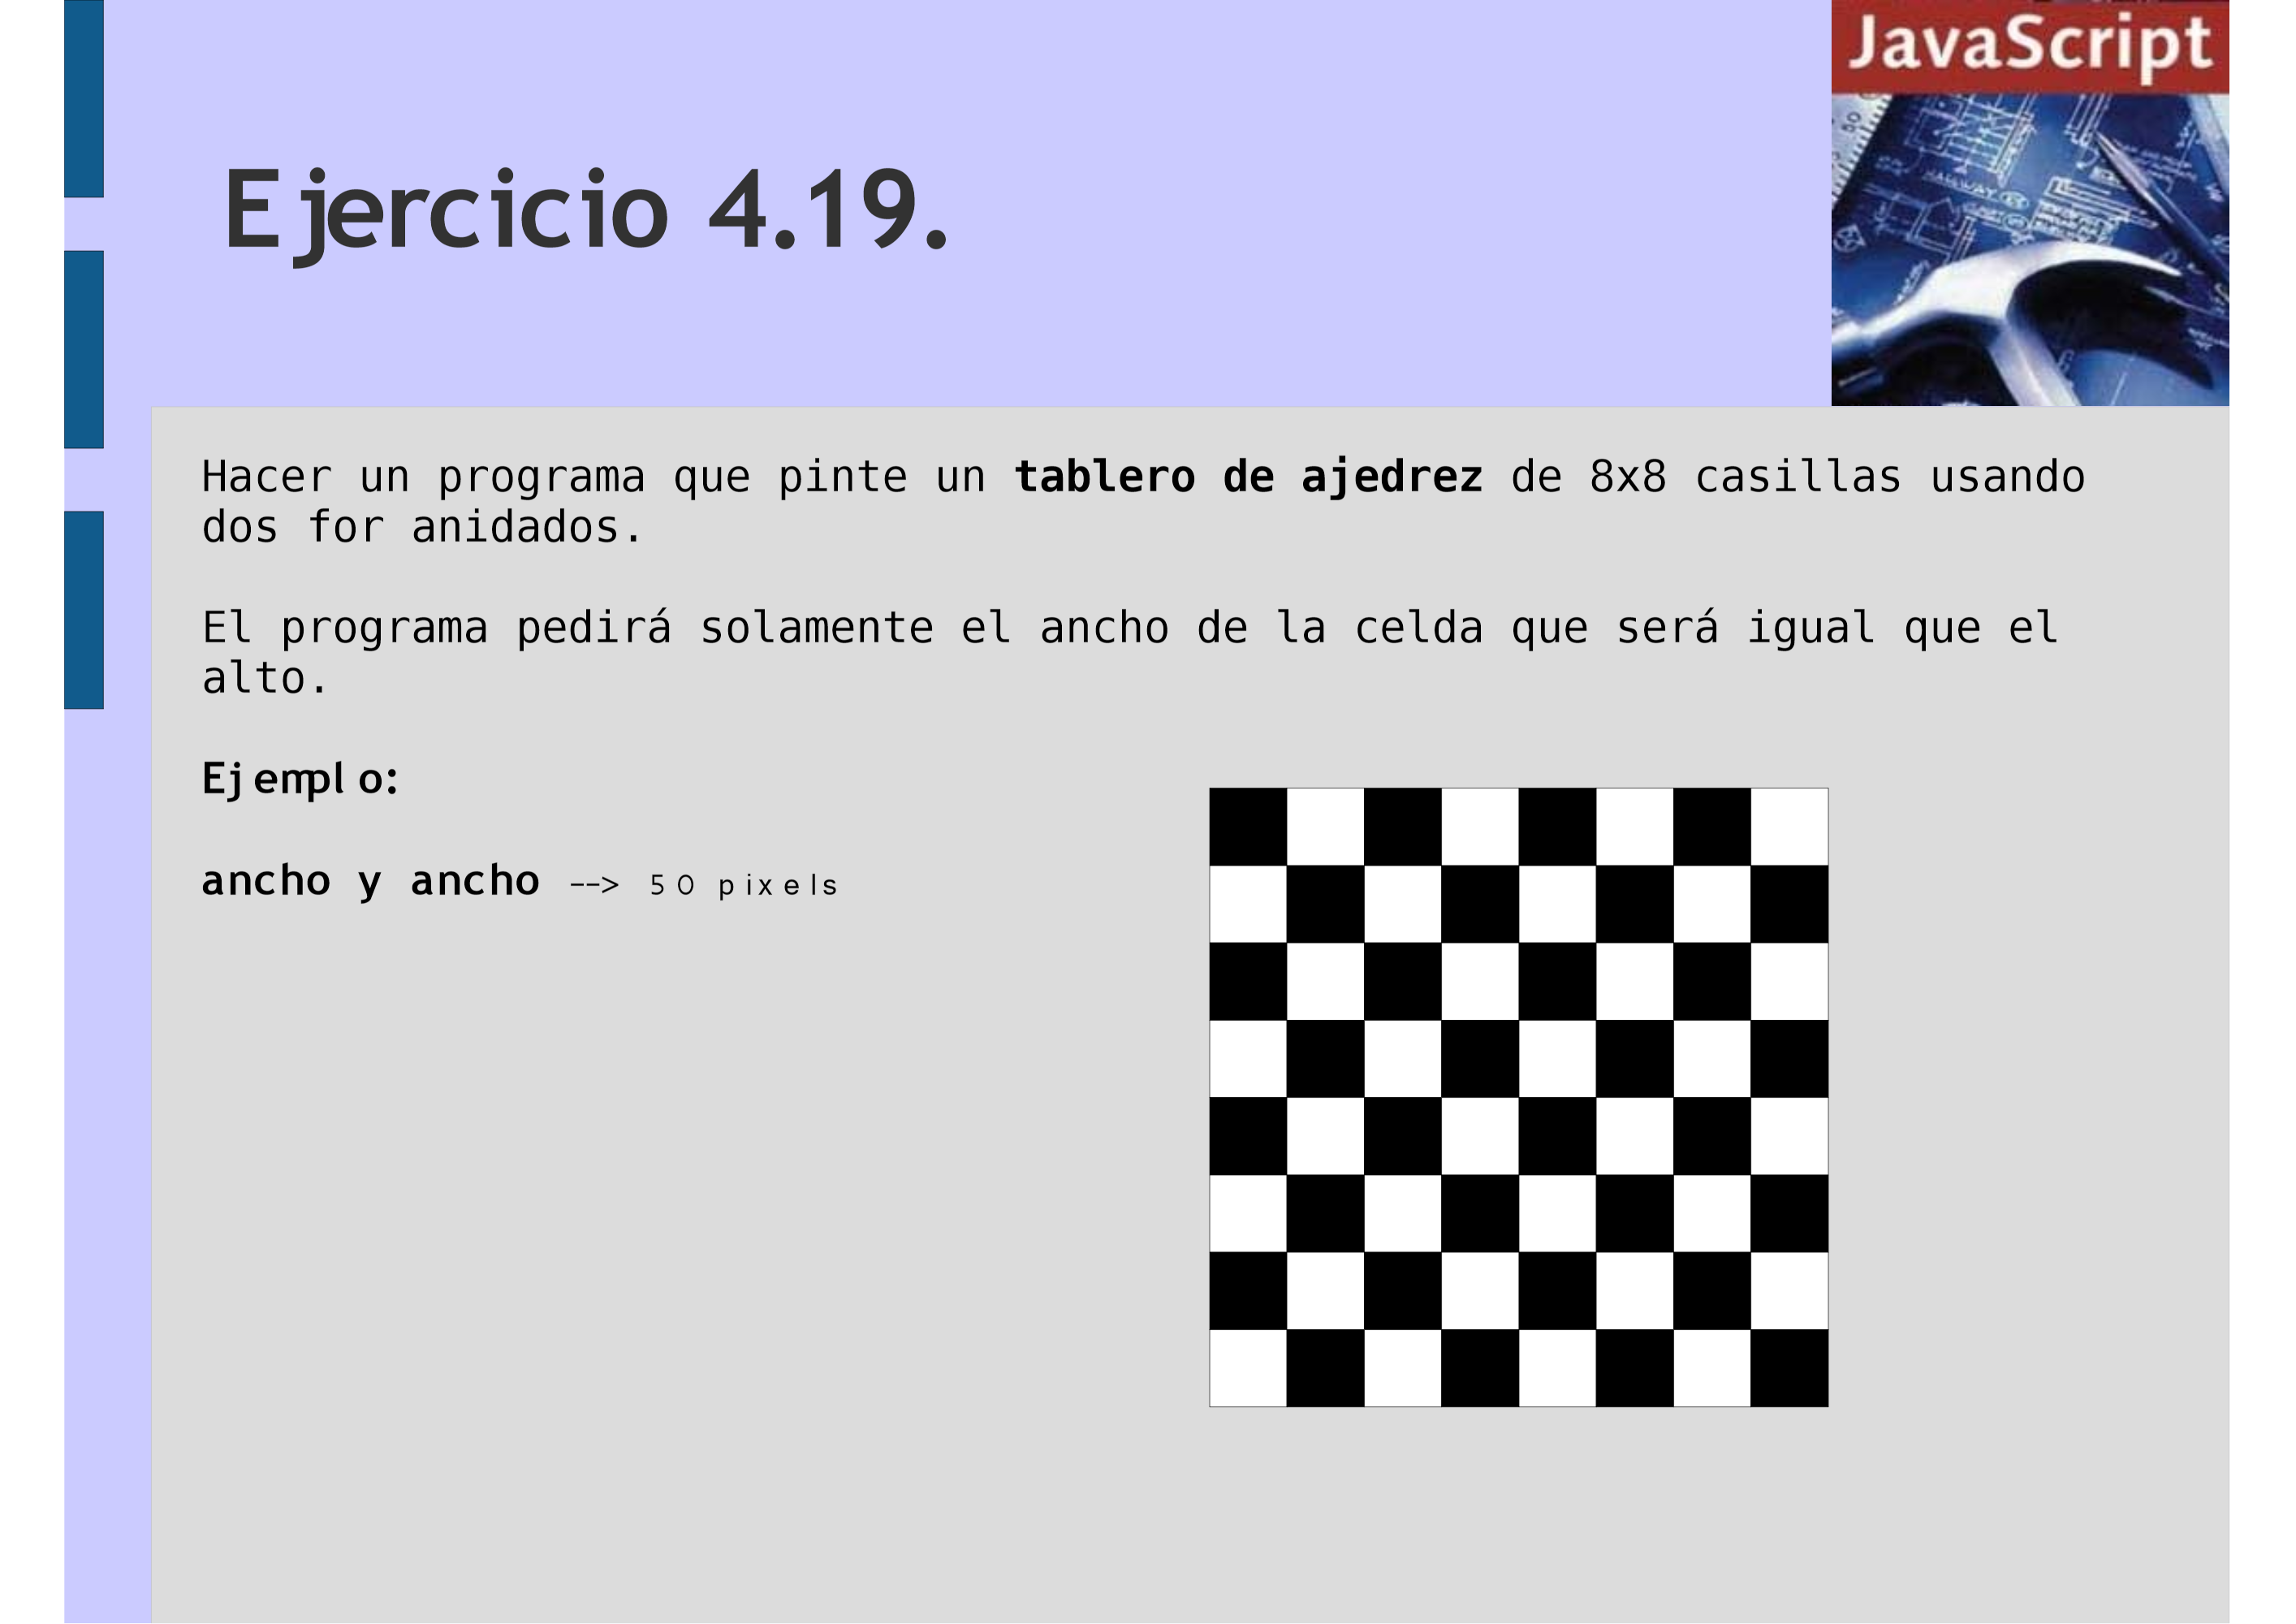 JavaScript
Ejercicio 4.19.
Hacer un programa que pinte un tablero de ajedrez de 8x8 casillas usando
dos for anidados.
El programa pedirá solamente el ancho de la celda que será igual que el
alto.
Ejemplo:
ancho y ancho --> 50 pixels